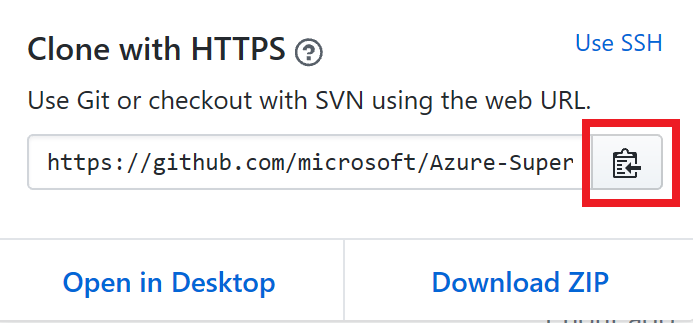 Clone with HTTPS ?
Use SSH
Use Git or checkout with SVN using the web URL.
https://github.com/microsoft/Azure-Super
Open in Desktop
Download ZIP